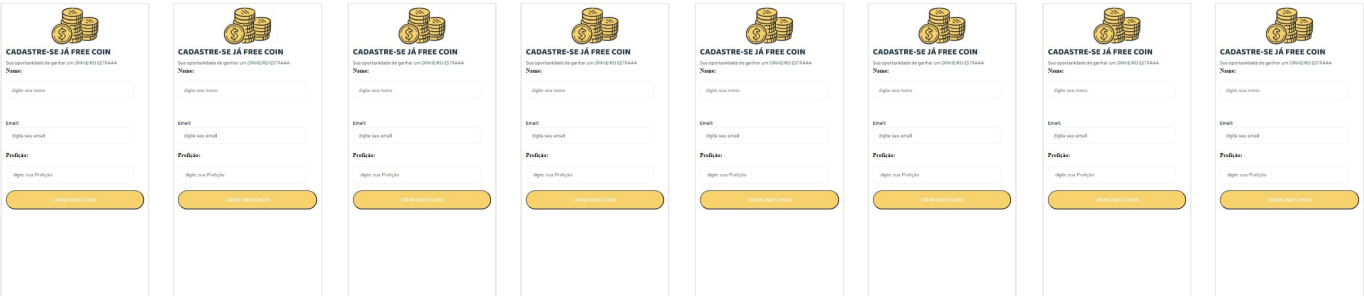 CADASTRE-SE JÁ FREE COIN
Sua oportunidade de ganhar um DINHEIRO ESTRAAA
Nome:
digite seu nome
Email:
digite seu email
Profição:
digite sua Profição
CRIAR UMA CONTA
CADASTRE-SE JÁ FREE COIN
Sua oportunidade de ganhar um DINHEIRO ESTRAAA
Nome:
digite seu nome
Email:
digite seu email
Profição:
digite sua Profição
CRIAR UMA CONTA
CADASTRE-SE JÁ FREE COIN
Sua oportunidade de ganhar um DINHEIRO ESTRAAA
Nome:
digite seu nome
Email:
digite seu email
Profição:
digite sua Profição
CRIAR UMA CONTA
CADASTRE-SE JÁ FREE COIN
Sua oportunidade de ganhar um DINHEIRO ESTRAAA
Nome:
digite seu nome
Email:
digite seu email
Profição:
digite sua Profição
CRIAR UMA CONTA
CADASTRE-SE JÁ FREE COIN
Sua oportunidade de ganhar um DINHEIRO ESTRAAA
Nome:
digite seu nome
Email:
digite seu email
Profição:
digite sua Profição
CRIAR UMA CONTA
CADASTRE-SE JÁ FREE COIN
Sua oportunidade de ganhar um DINHEIRO ESTRAAA
Nome:
digite seu nome
Email:
digite seu email
Profição:
digite sua Profição
CRIAR UMA CONTA
CADASTRE-SE JÁ FREE COIN
Sua oportunidade de ganhar um DINHEIRO ESTRAAA
Nome:
digite seu nome
Email:
digite seu email
Profição:
digite sua Profição
CRIAR UMA CONTA
CADASTRE-SE JÁ FREE COIN
Sua oportunidade de ganhar um DINHEIRO ESTRAAA
Nome:
digite seu nome
Email:
digite seu email
Profição:
digite sua Profição
CRIAR UMA CONTA